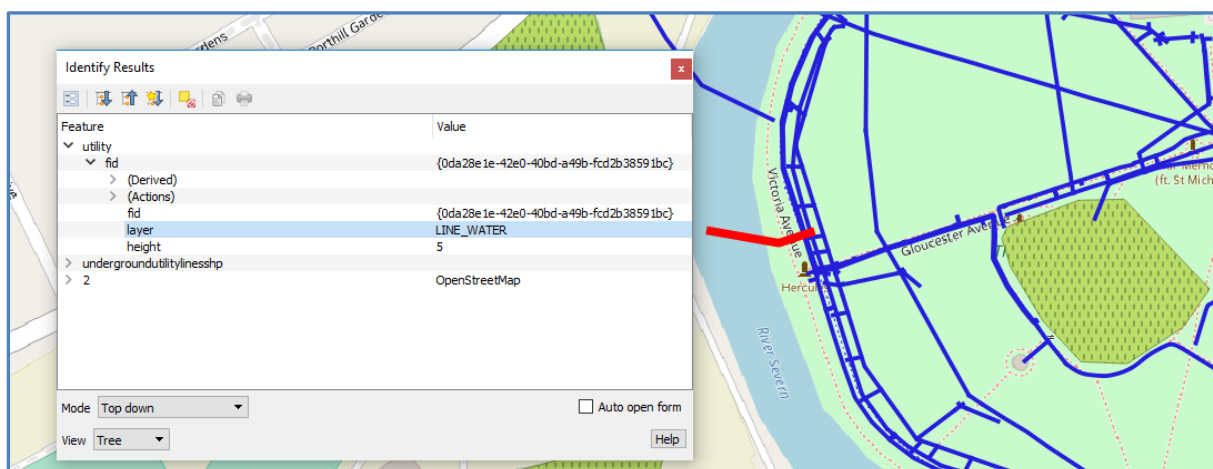 Gardens
Porthill Gardens
Identify Results
x
Feature Value
utility
fid {0da28e1e-42e0-40bd-a49b-fcd2b38591bc}
(Derived)
(Actions)
fid {0da28e1e-42e0-40bd-a49b-fcd2b38591bc}
layer LINE_WATER
height 5
undergroundutilitylinesshp
2 OpenStreetMap
Mode Top down Auto open form
View Tree Help
Victoria Avenue
Gloucester Avenue
Hercules
River Severn
(ft. St Mich